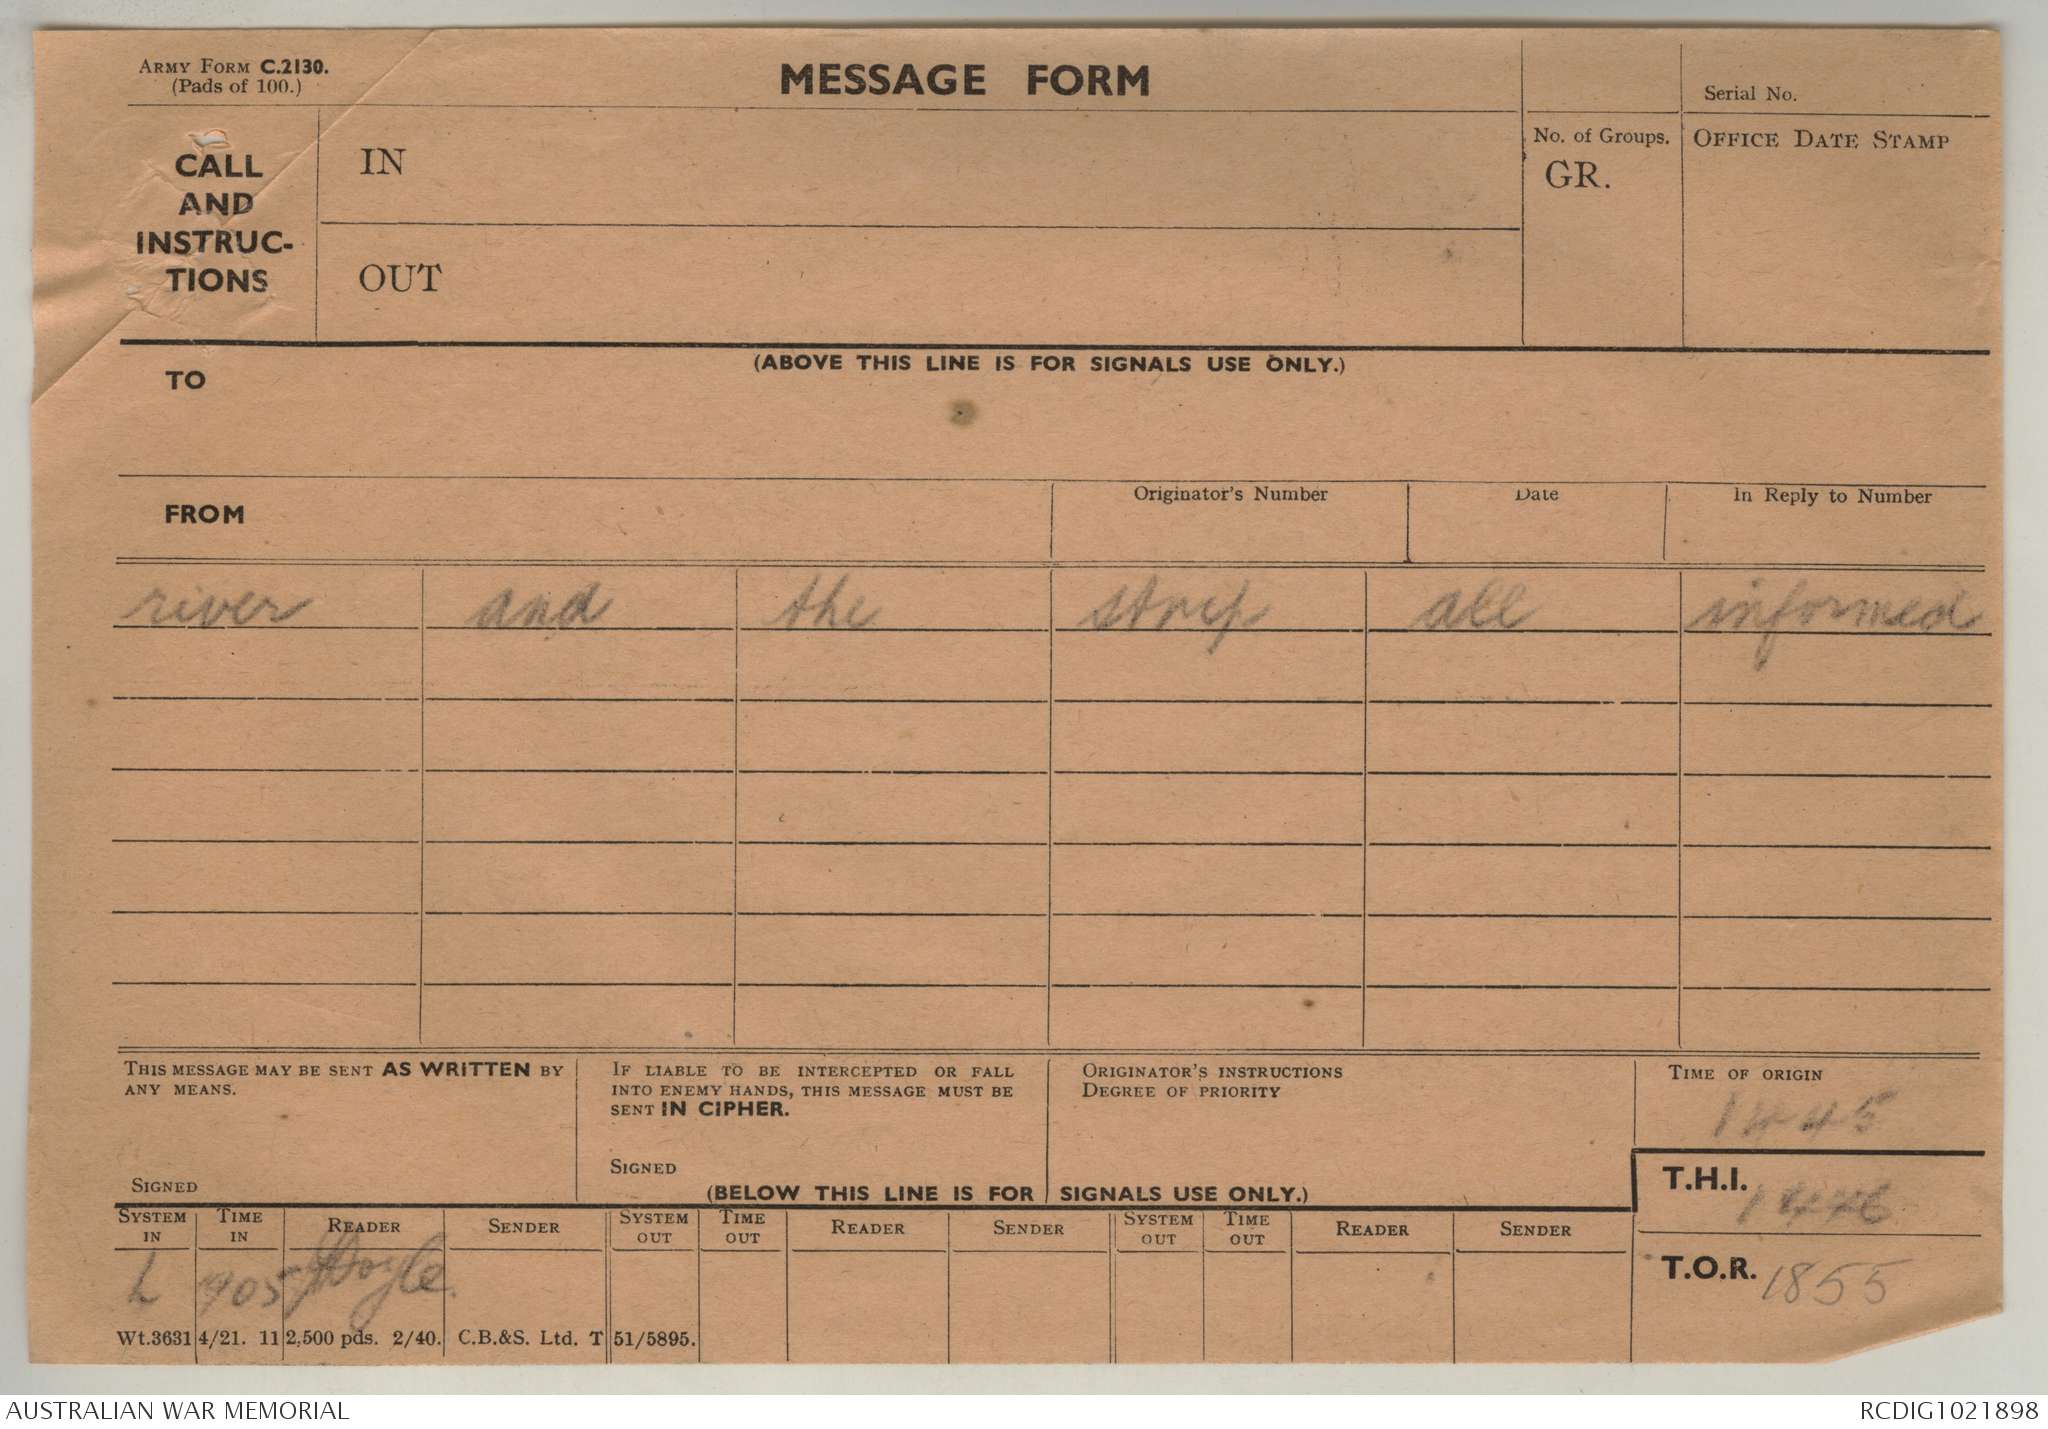 ARMY FORM C.2130.
(Pads of 100.)
MESSAGE FORM
Serial No.
CALL
AND
INSTRUC-
TIONS
IN
OUT
No. of Groups.
GR.
OFFICE DATE STAMP
(ABOVE THIS LINE IS FOR SIGNALS USE ONLY.)
TO
FROM
Originator's Number
Date
In Reply to Number
river and the strip all informed
THIS MESSAGE MAY BE SENT AS WRITTEN BY
ANY MEANS.
SIGNED
IF LIABLE TO BE INTERCEPTED OR FALL
INTO ENEMY HANDS, THIS MESSAGE MUST BE
SENT IN CIPHER.
SIGNED
ORIGINATOR'S INSTRUCTIONS
DEGREE OF PRIORITY
TIME OF ORIGIN
T.H.I.
T.O.R. 1855
(BELOW THIS LINE IS FOR SIGNALS USE ONLY.)
SYSTEM IN
TIME IN
READER
SENDER
SYSTEM OUT
TIME OUT
READER
SENDER
SYSTEM OUT
TIME OUT
READER
SENDER
L 1905 Doyle.
Wt.3631 4/21. 11 2,500 pds. 2/40. C.B.&S. Ltd. T 51/5895.
AUSTRALIAN WAR MEMORIAL
RCDIG1021898